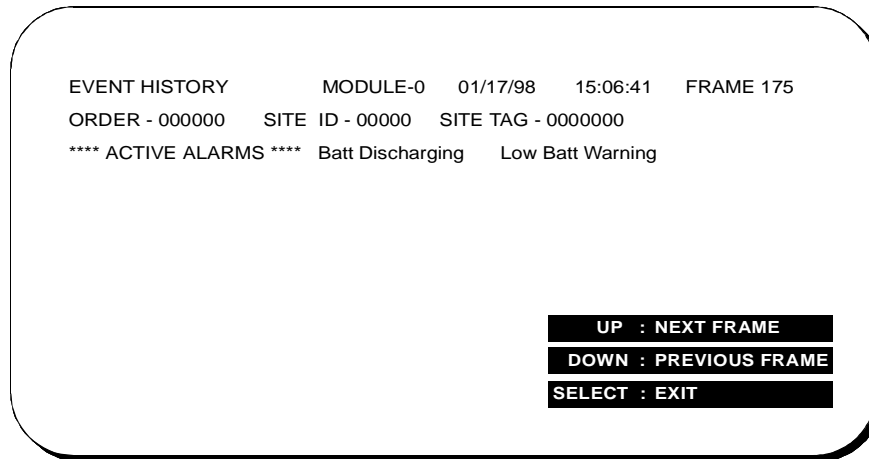 EVENT HISTORY MODULE-0 01/17/98 15:06:41 FRAME 175
ORDER - 000000 SITE ID - 00000 SITE TAG - 0000000
**** ACTIVE ALARMS **** Batt Discharging Low Batt Warning
UP : NEXT FRAME
DOWN : PREVIOUS FRAME
SELECT : EXIT